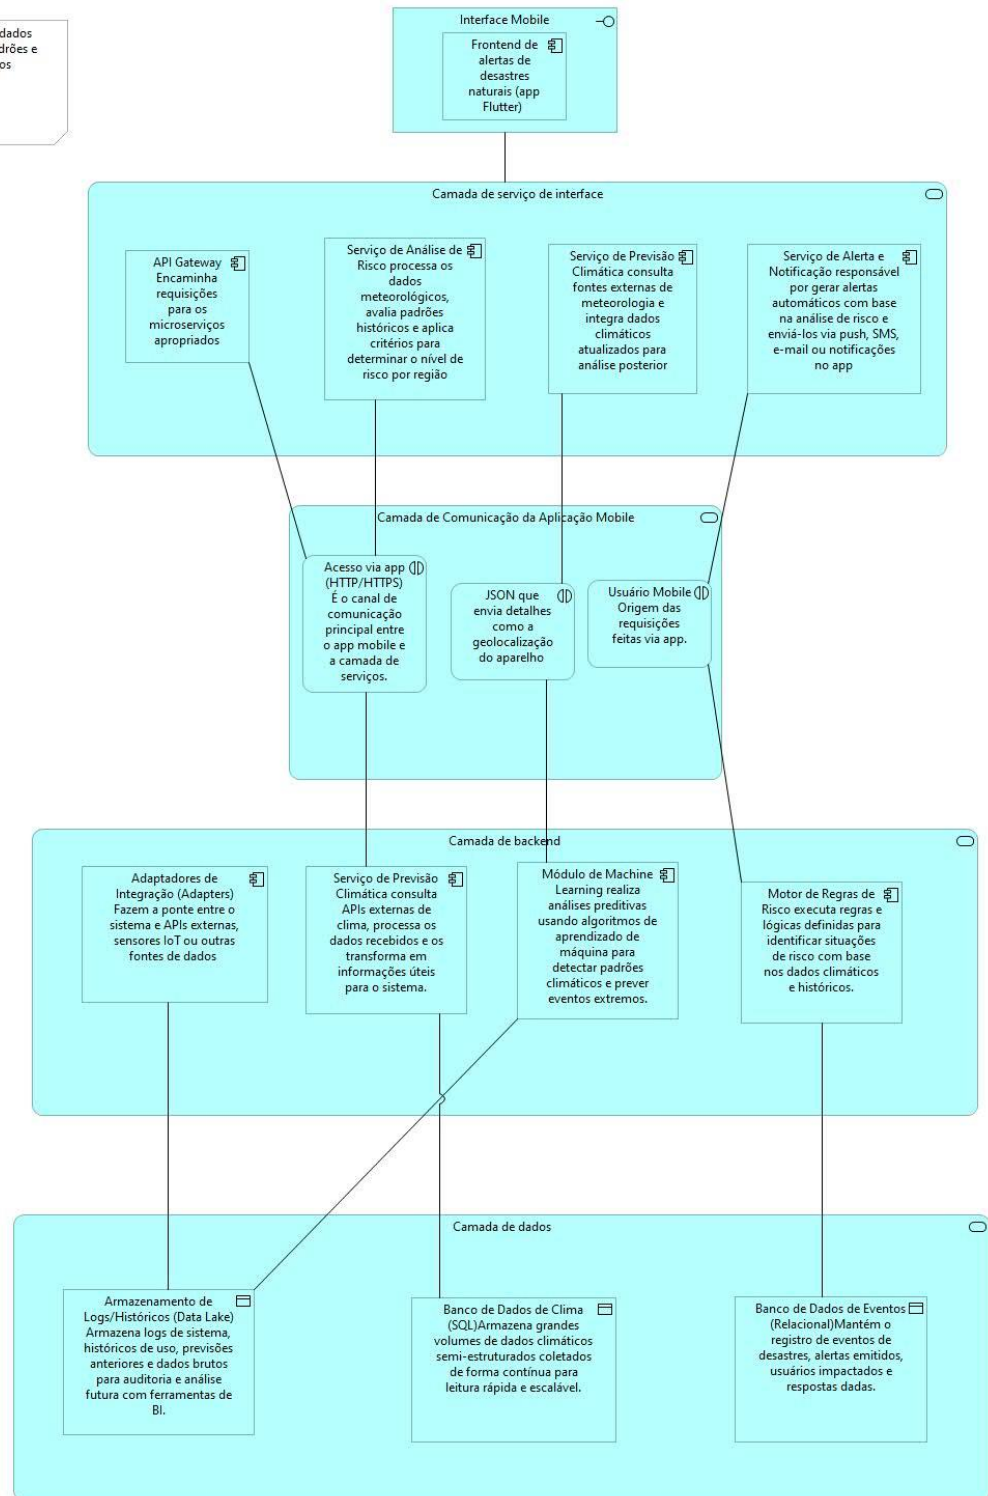 dados
drões e
os
Interface Mobile
Frontend de
alertas de
desastres
naturais (app
Flutter)
Camada de serviço de interface
API Gateway
Encaminha
requisições
para os
microserviços
apropriados
Serviço de Análise de
Risco processa os
dados
meteorológicos,
avalia padrões
históricos e aplica
critérios para
determinar o nível de
risco por região
Serviço de Previsão
Climática consulta
fontes externas de
meteorologia e
integra dados
climáticos
atualizados para
análise posterior
Serviço de Alerta e
Notificação responsável
por gerar alertas
automáticos com base
na análise de risco e
enviá-los via push, SMS,
e-mail ou notificações
no app
Camada de Comunicação da Aplicação Mobile
Acesso via app
(HTTP/HTTPS)
É o canal de
comunicação
principal entre
o app mobile e
a camada de
serviços.
JSON que
envia detalhes
como a
geolocalização
do aparelho
Usuário Mobile
Origem das
requisições
feitas via app.
Camada de backend
Adaptadores de
Integração (Adapters)
Fazem a ponte entre o
sistema e APIs externas,
sensores IoT ou outras
fontes de dados
Serviço de Previsão
Climática consulta
APIs externas de
clima, processa os
dados recebidos e os
transforma em
informações úteis
para o sistema.
Módulo de Machine
Learning realiza
análises preditivas
usando algoritmos de
aprendizado de
máquina para
detectar padrões
climáticos e prever
eventos extremos.
Motor de Regras de
Risco executa regras e
lógicas definidas para
identificar situações
de risco com base
nos dados climáticos
e históricos.
Camada de dados
Armazenamento de
Logs/Históricos (Data Lake)
Armazena logs de sistema,
históricos de uso, previsões
anteriores e dados brutos
para auditoria e análise
futura com ferramentas de
BI.
Banco de Dados de Clima
(SQL)Armazena grandes
volumes de dados climáticos
semi-estruturados coletados
de forma contínua para
leitura rápida e escalável.
Banco de Dados de Eventos
(Relacional)Mantém o
registro de eventos de
desastres, alertas emitidos,
usuários impactados e
respostas dadas.